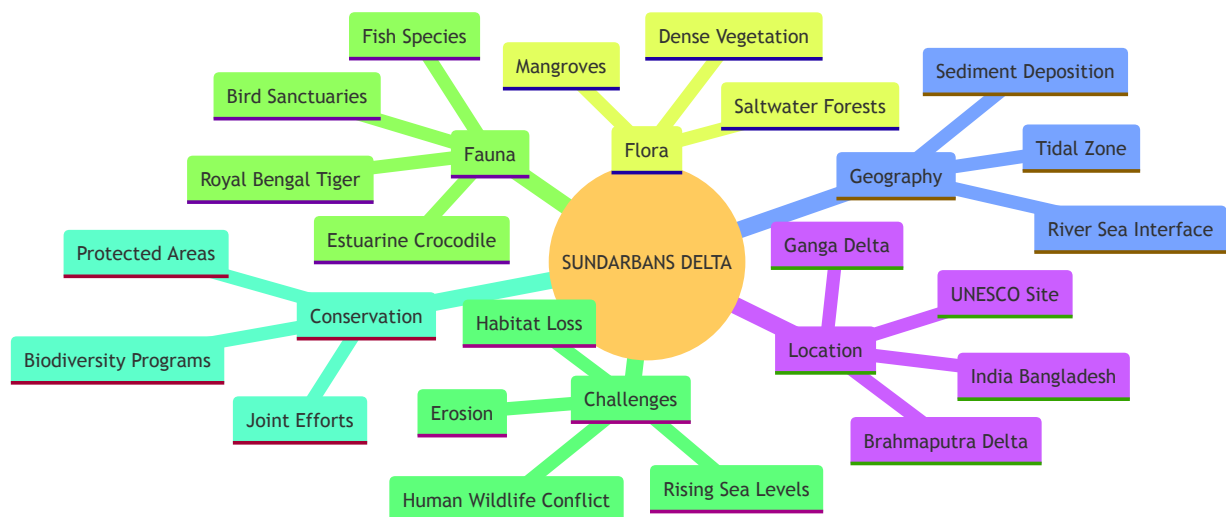 Fish Species
Dense Vegetation
Mangroves
Sediment Deposition
Bird Sanctuaries
Saltwater Forests
Fauna
Flora
Tidal Zone
Royal Bengal Tiger
Geography
Estuarine Crocodile
River Sea Interface
Protected Areas
SUNDARBANS DELTA
Ganga Delta
Conservation
Habitat Loss
UNESCO Site
Biodiversity Programs
Location
India Bangladesh
Joint Efforts
Erosion
Challenges
Brahmaputra Delta
Human Wildlife Conflict
Rising Sea Levels